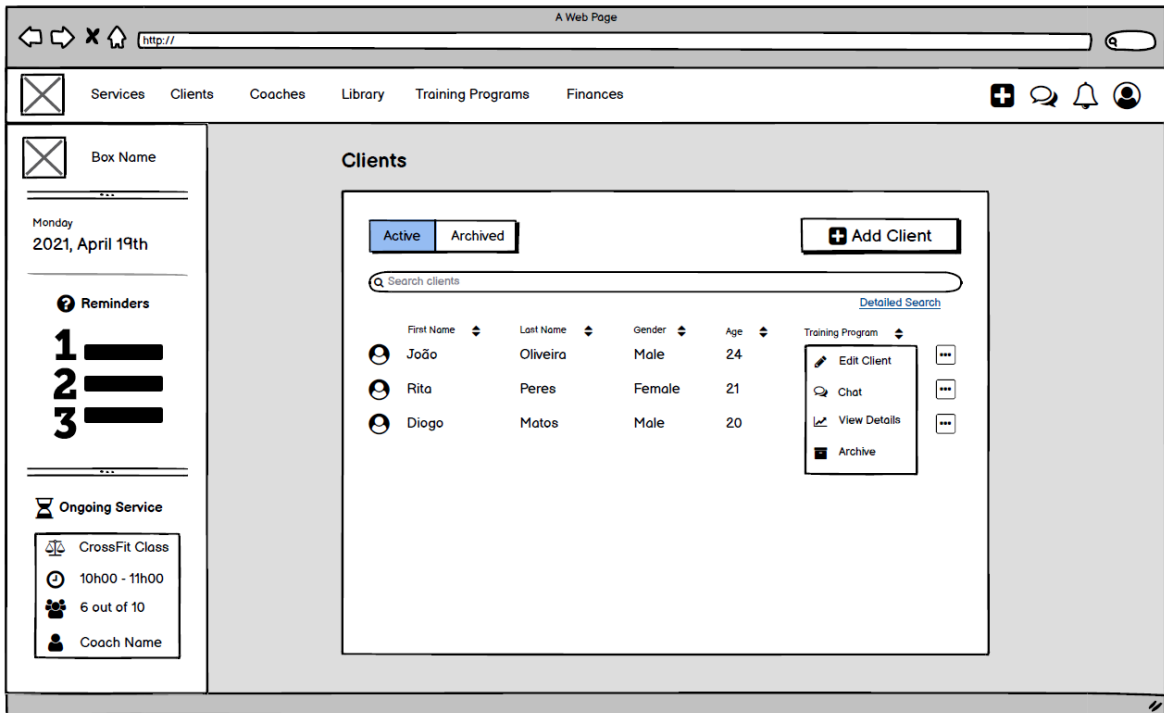 A Web Page
http://
Services Clients Coaches Library Training Programs Finances
Box Name
Monday
2021, April 19th
Reminders
1
2
3
Ongoing Service
CrossFit Class
10h00 - 11h00
6 out of 10
Coach Name
Clients
Active Archived
Add Client
Search clients
Detailed Search
First Name Last Name Gender Age Training Program
João Oliveira Male 24
Rita Peres Female 21
Diogo Matos Male 20
Edit Client
Chat
View Details
Archive